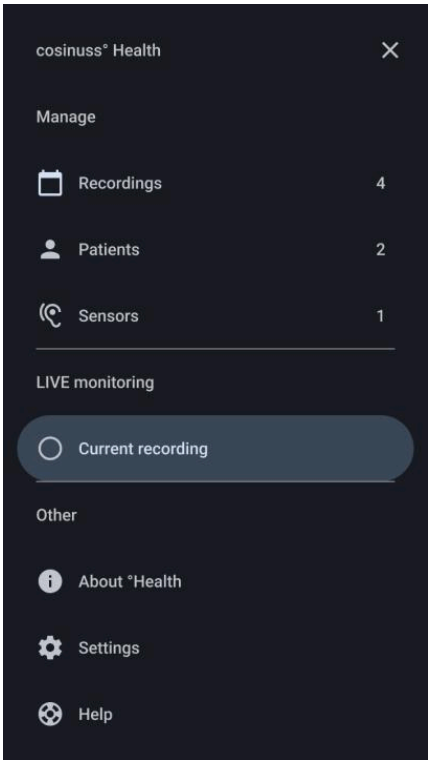 cosinuss° Health
Manage
Recordings 4
Patients 2
Sensors 1
LIVE monitoring
Current recording
Other
About °Health
Settings
Help